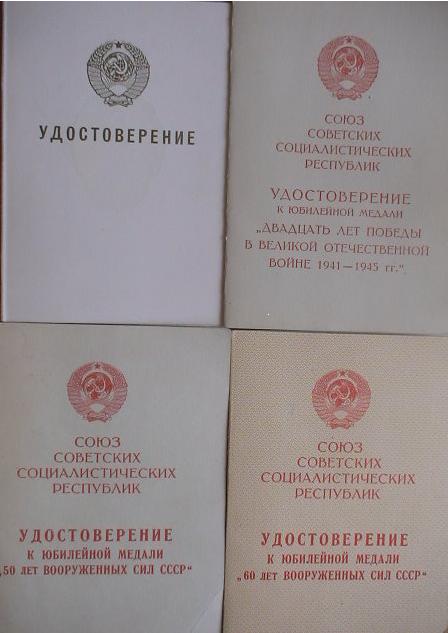 УДОСТОВЕРЕНИЕ
СОЮЗ
СОВЕТСКИХ
СОЦИАЛИСТИЧЕСКИХ
РЕСПУБЛИК
УДОСТОВЕРЕНИЕ
К ЮБИЛЕЙНОЙ МЕДАЛИ
„ДВАДЦАТЬ ЛЕТ ПОБЕДЫ
В ВЕЛИКОЙ ОТЕЧЕСТВЕННОЙ
ВОЙНЕ 1941—1945 гг.“
СОЮЗ
СОВЕТСКИХ
СОЦИАЛИСТИЧЕСКИХ
РЕСПУБЛИК
УДОСТОВЕРЕНИЕ
К ЮБИЛЕЙНОЙ МЕДАЛИ
„50 ЛЕТ ВООРУЖЕННЫХ СИЛ СССР“
СОЮЗ
СОВЕТСКИХ
СОЦИАЛИСТИЧЕСКИХ
РЕСПУБЛИК
УДОСТОВЕРЕНИЕ
К ЮБИЛЕЙНОЙ МЕДАЛИ
„60 ЛЕТ ВООРУЖЕННЫХ СИЛ СССР“